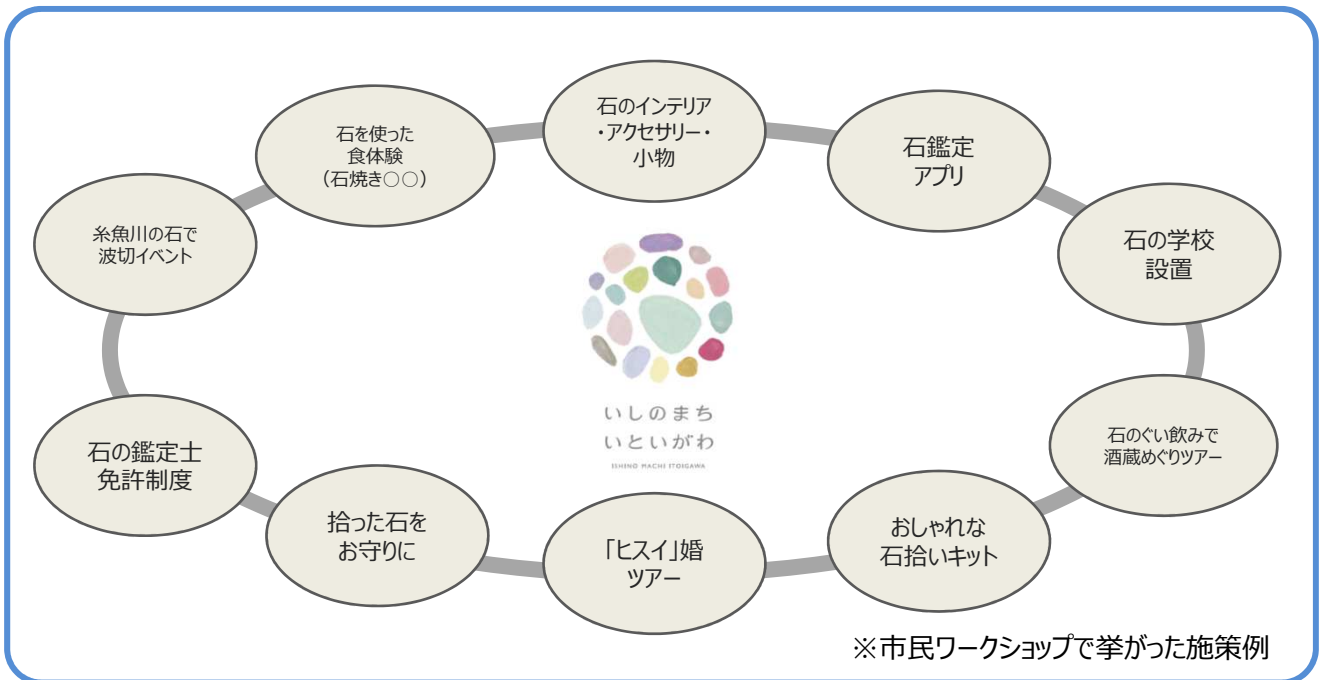 石のインテリア
・アクセサリー・
小物
石鑑定
アプリ
石の学校
設置
石のぐい飲みで
酒蔵めぐりツアー
おしゃれな
石拾いキット
「ヒスイ」婚
ツアー
拾った石を
お守りに
石の鑑定士
免許制度
糸魚川の石で
波切イベント
石を使った
食体験
(石焼き○○)
いしのまち
いといがわ
ISHINO MACHI ITOIGAWA
※市民ワークショップで挙がった施策例